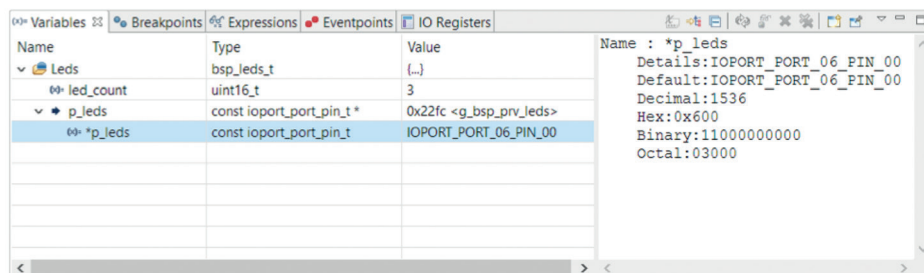 (x)= Variables Breakpoints Expressions Eventpoints IO Registers
Name Type Value
Leds bsp_leds_t {...}
(x)= led_count uint16_t 3
p_leds const ioport_port_pin_t * 0x22fc <g_bsp_prv_leds>
(x)= *p_leds const ioport_port_pin_t IOPORT_PORT_06_PIN_00
Name : *p_leds
Details:IOPORT_PORT_06_PIN_00
Default:IOPORT_PORT_06_PIN_00
Decimal:1536
Hex:0x600
Binary:11000000000
Octal:03000